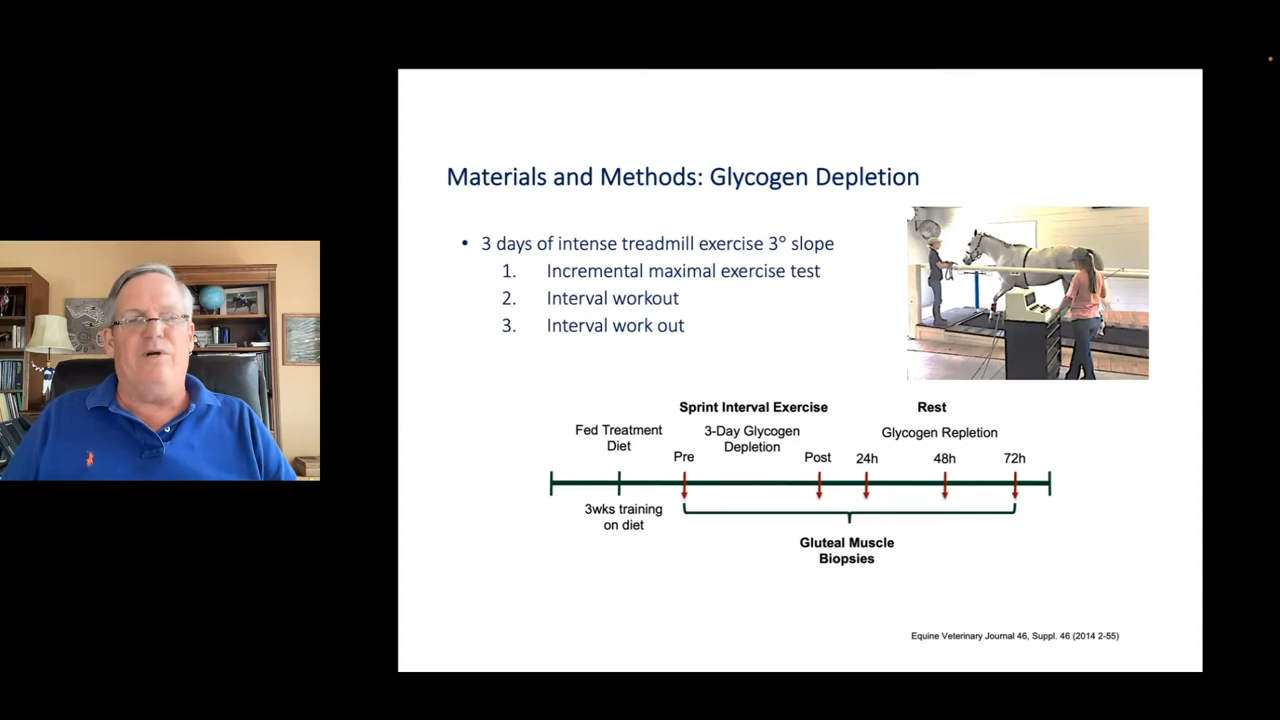 Materials and Methods: Glycogen Depletion
• 3 days of intense treadmill exercise 3° slope
1. Incremental maximal exercise test
2. Interval workout
3. Interval work out
Sprint Interval Exercise
Rest
Fed Treatment
Diet
3-Day Glycogen
Depletion
Glycogen Repletion
Pre
Post
24h
48h
72h
3wks training
on diet
Gluteal Muscle
Biopsies
Equine Veterinary Journal 46, Suppl. 46 (2014 2-55)